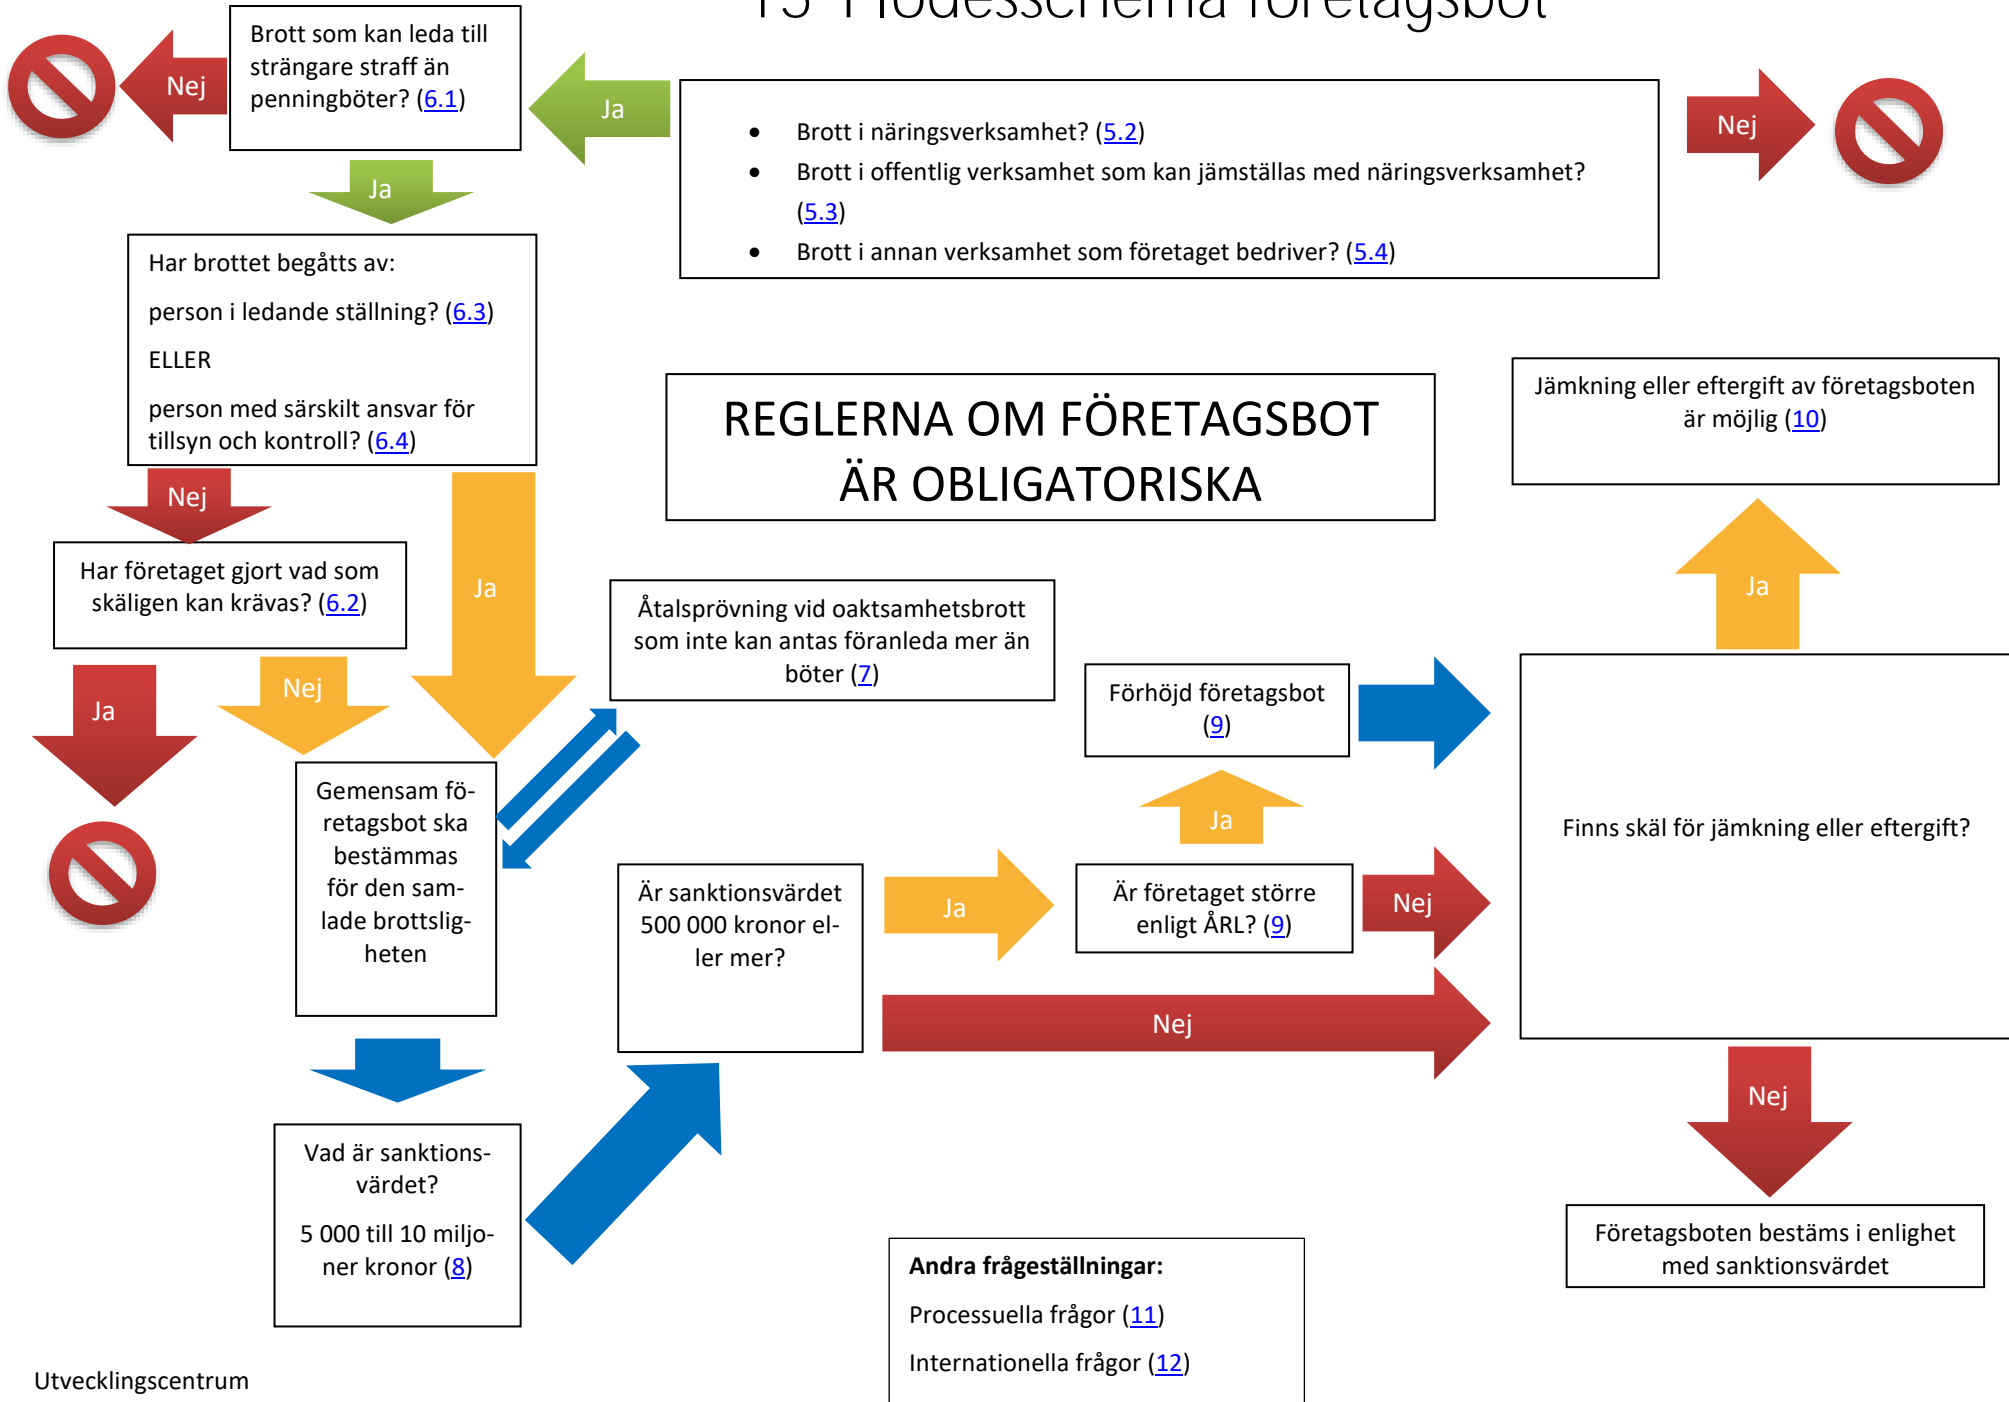 13 Flödesschema företagsbot
Brott som kan leda till
strängare straff än
penningböter? (6.1)
Nej
Ja
• Brott i näringsverksamhet? (5.2)
• Brott i offentlig verksamhet som kan jämställas med näringsverksamhet?
(5.3)
• Brott i annan verksamhet som företaget bedriver? (5.4)
Nej
Ja
Har brottet begåtts av:
person i ledande ställning? (6.3)
ELLER
person med särskilt ansvar för
tillsyn och kontroll? (6.4)
REGLERNA OM FÖRETAGSBOT
ÄR OBLIGATORISKA
Jämkning eller eftergift av företagsboten
är möjlig (10)
Nej
Ja
Ja
Har företaget gjort vad som
skäligen kan krävas? (6.2)
Åtalsprövning vid oaktsamhetsbrott
som inte kan antas föranleda mer än
böter (7)
Ja
Nej
Förhöjd företagsbot
(9)
Ja
Gemensam fö-
retagsbot ska
bestämmas
för den sam-
lade brottslig-
heten
Är sanktionsvärdet
500 000 kronor el-
ler mer?
Ja
Är företaget större
enligt ÅRL? (9)
Nej
Finns skäl för jämkning eller eftergift?
Nej
Nej
Vad är sanktions-
värdet?
5 000 till 10 miljo-
ner kronor (8)
Företagsboten bestäms i enlighet
med sanktionsvärdet
Andra frågeställningar:
Processuella frågor (11)
Internationella frågor (12)
Utvecklingscentrum